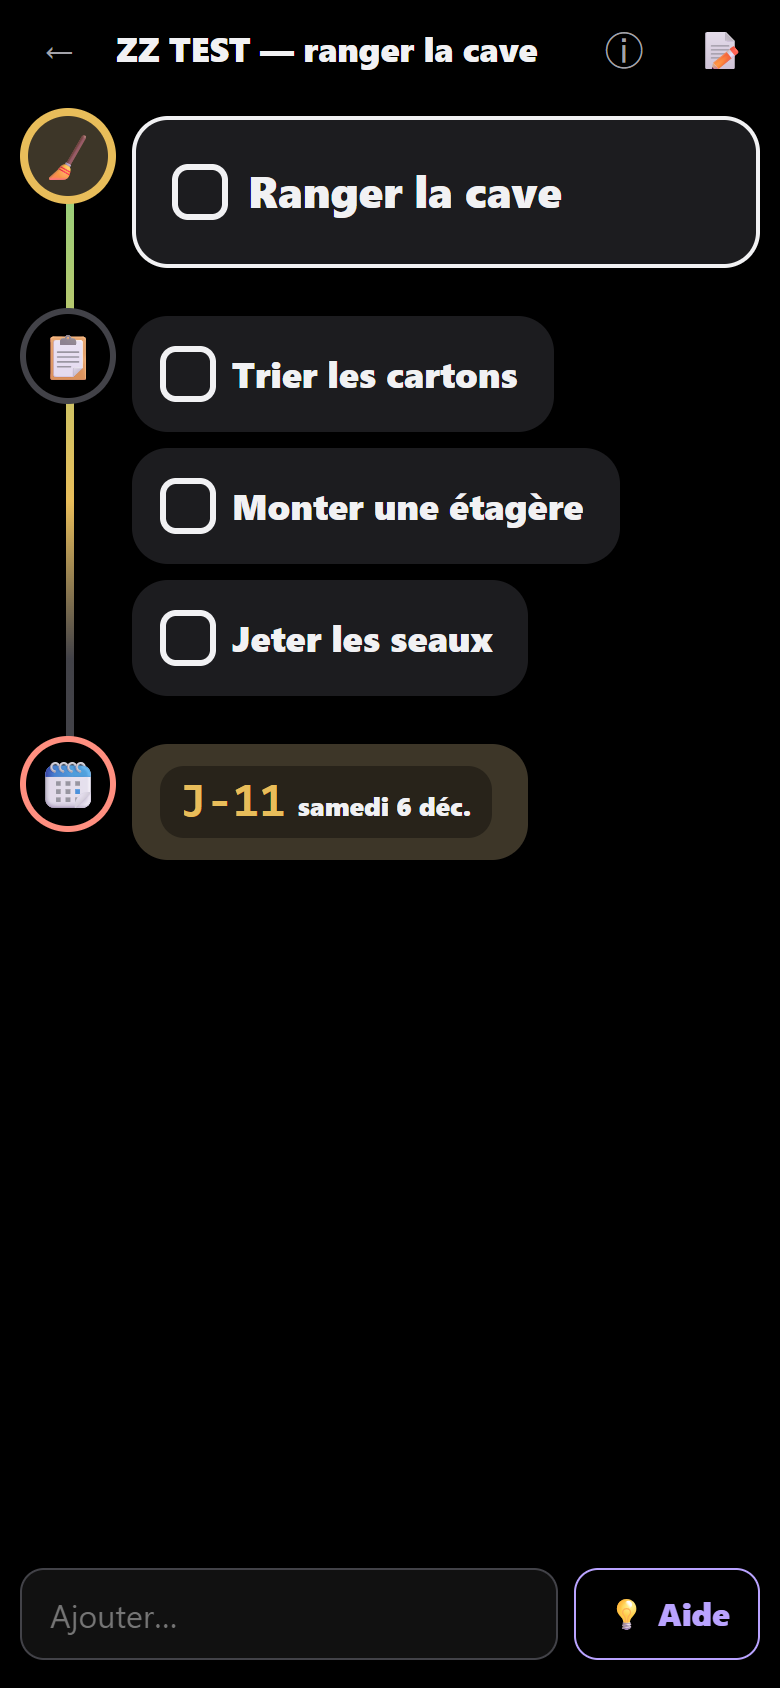 ← ZZ TEST — ranger la cave ⓘ
Ranger la cave
Trier les cartons
Monter une étagère
Jeter les seaux
J-11 samedi 6 déc.
Ajouter...
Aide